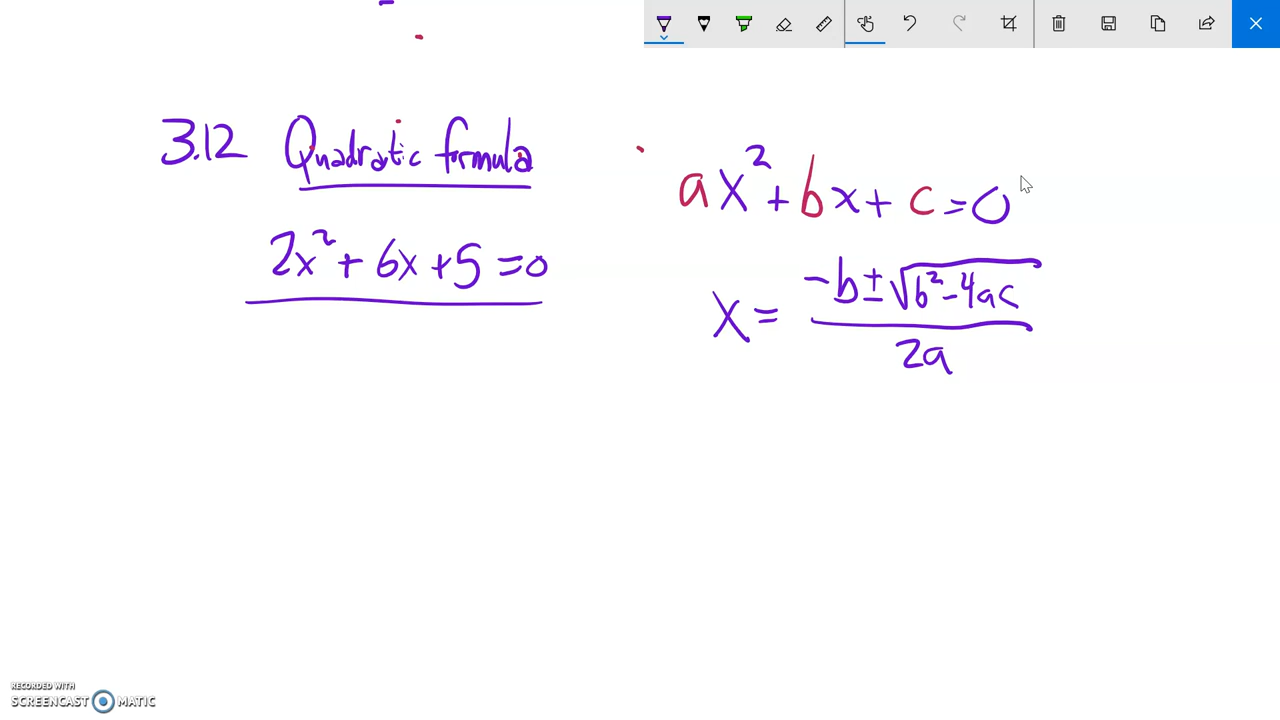 3.12 Quadratic formula
2x² + 6x + 5 = 0
ax² + bx + c = 0
x = (-b ± √(b² - 4ac)) / 2a
RECORDED WITH
SCREENCAST MATIC